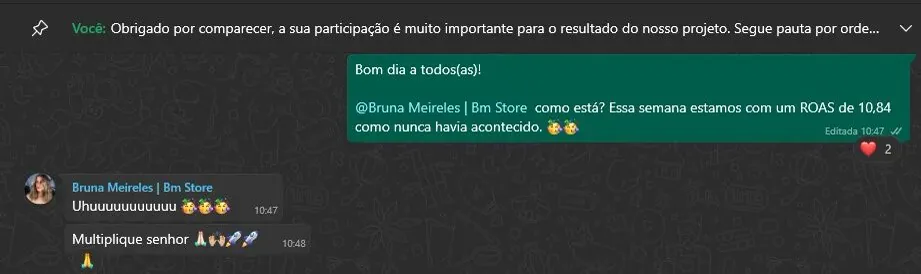 Você: Obrigado por comparecer, a sua participação é muito importante para o resultado do nosso projeto. Segue pauta por orde...
Bom dia a todos(as)!
@Bruna Meireles | Bm Store como está? Essa semana estamos com um ROAS de 10,84
como nunca havia acontecido. 🥳🥳
Editada 10:47
❤️ 2
Bruna Meireles | Bm Store
Uhuuuuuuuuuuu 🥳🥳🥳 10:47
Multiplique senhor 🙏🏻🙌🏻🚀🚀 10:48
🙏